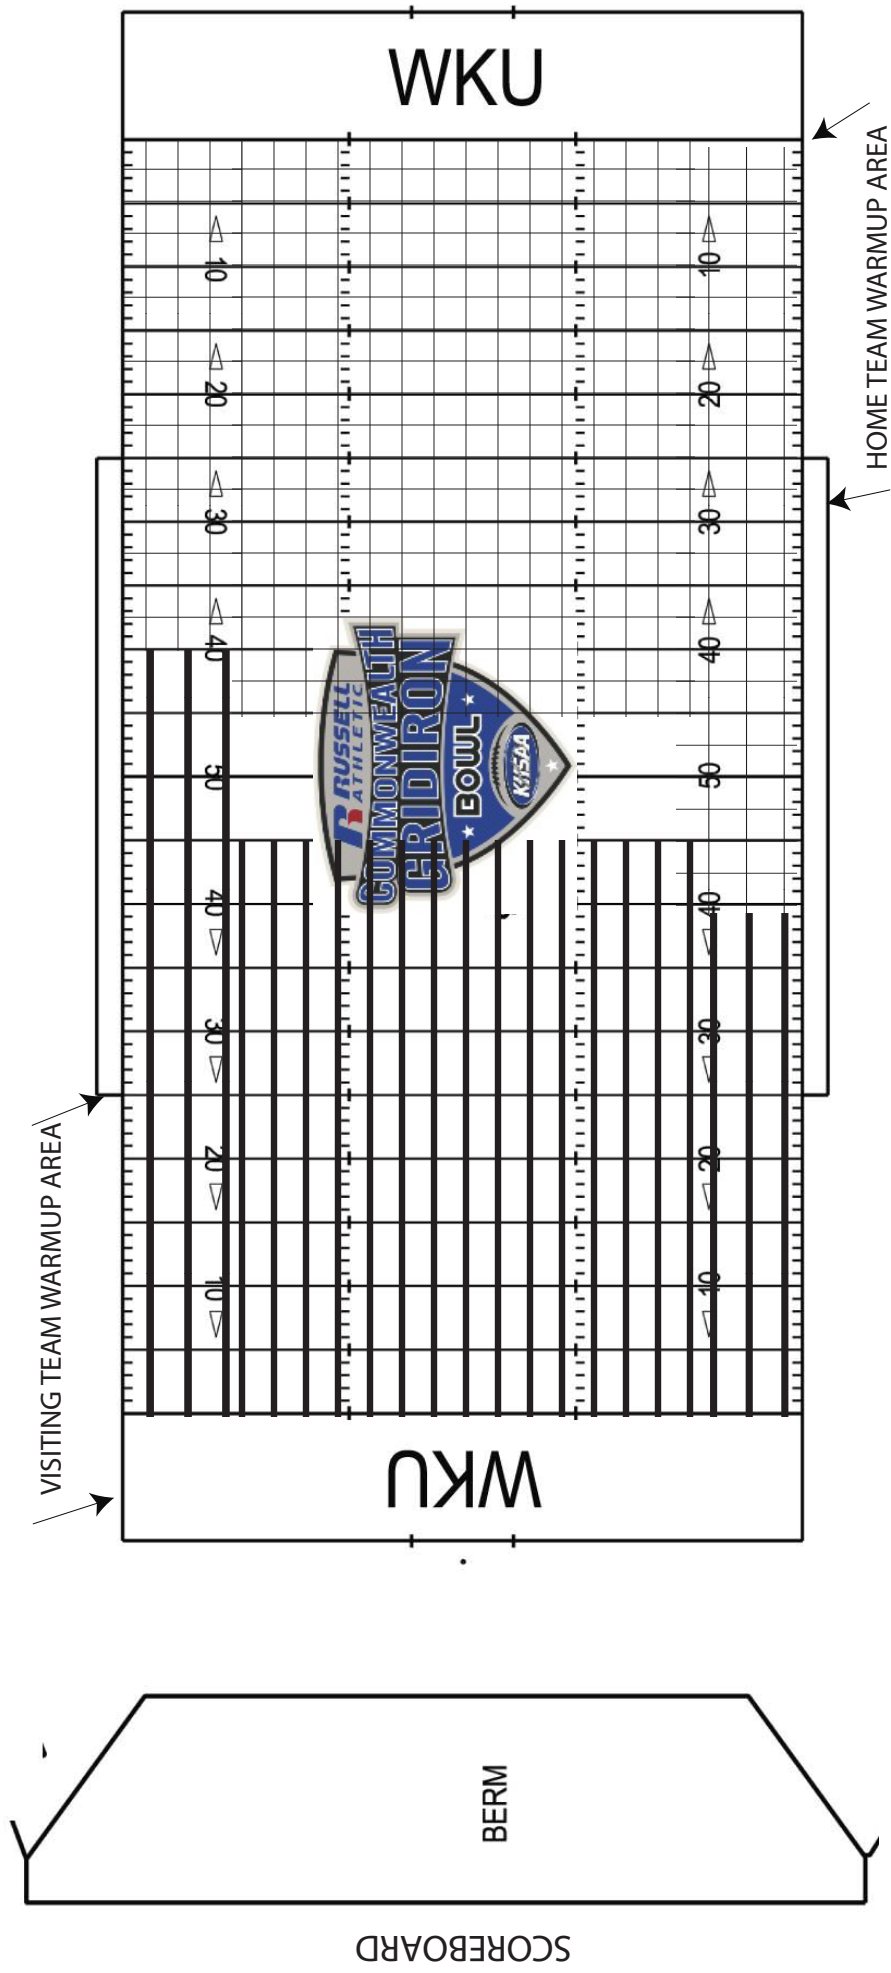 WKU
HOME TEAM WARMUP AREA
10 10
20 20
30 30
40 40
RUSSELL
ATHLETIC
COMMONWEALTH
GRIDIRON
BOWL
KHSAA
50 50
40 40
30 30
20 20
10 10
VISITING TEAM WARMUP AREA
WKU
BERM
SCOREBOARD